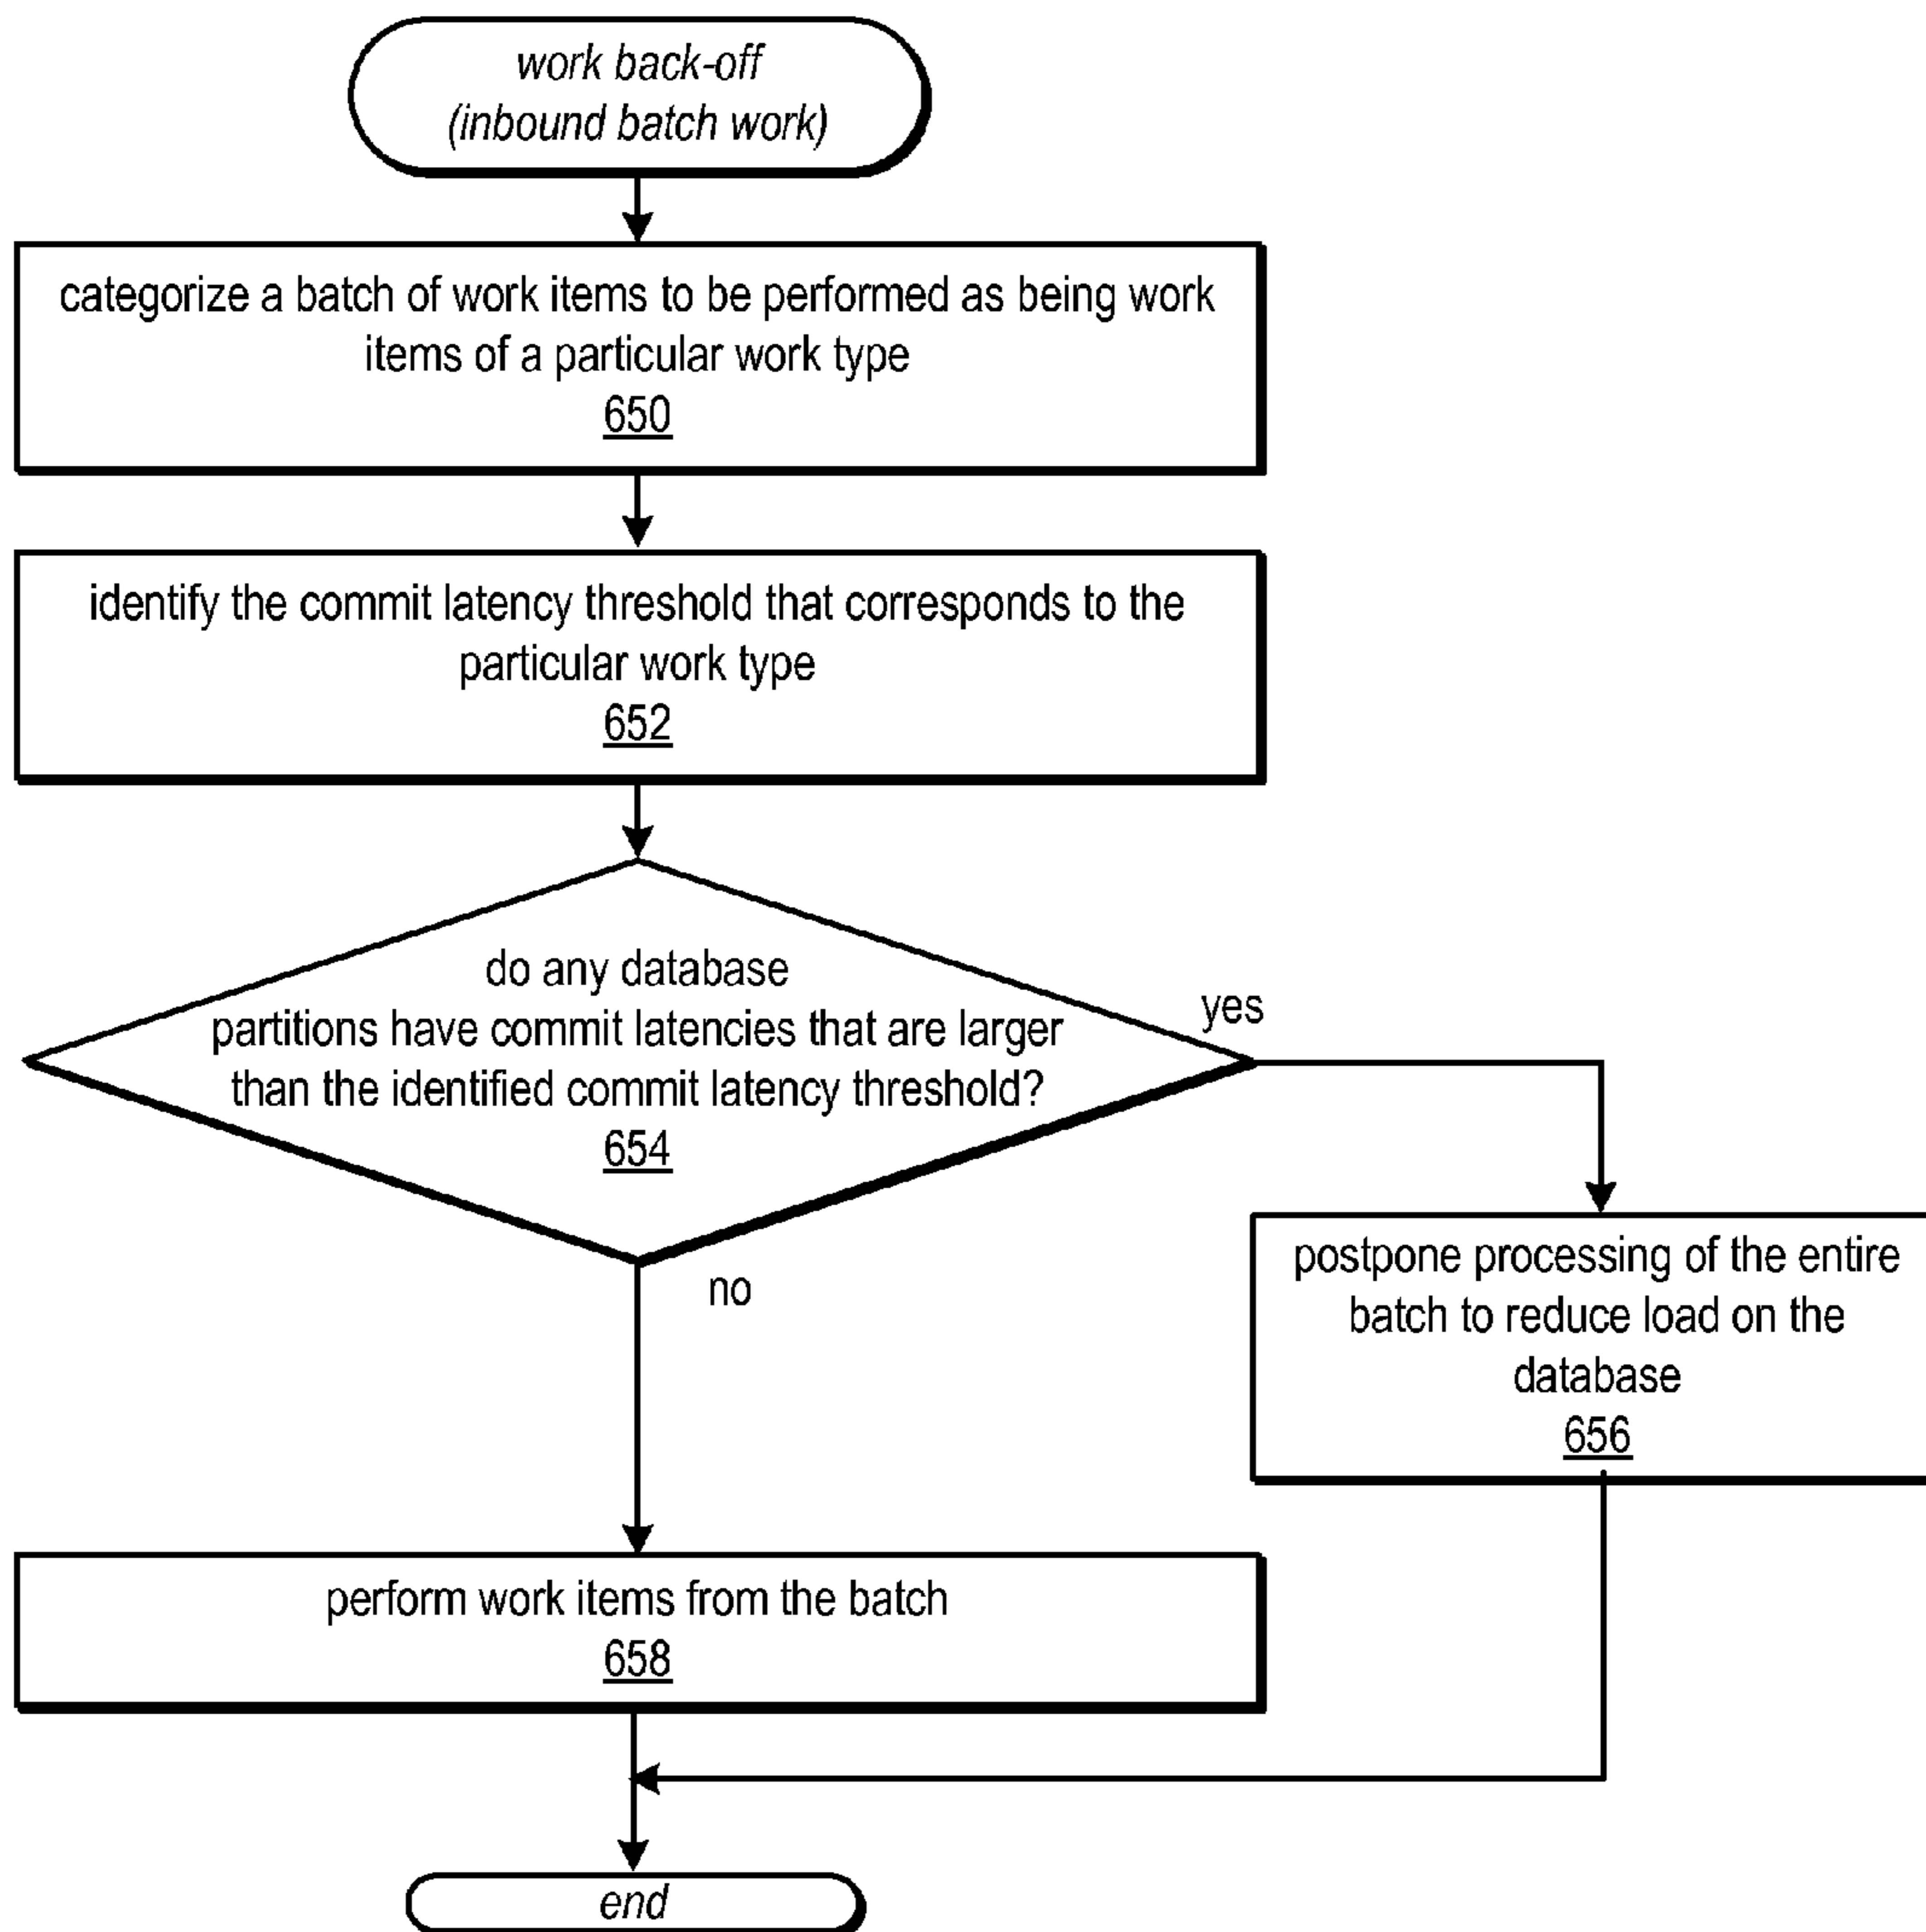 work back-off
(inbound batch work)
categorize a batch of work items to be performed as being work
items of a particular work type
650
identify the commit latency threshold that corresponds to the
particular work type
652
do any database
partitions have commit latencies that are larger
than the identified commit latency threshold?
654
yes
no
postpone processing of the entire
batch to reduce load on the
database
656
perform work items from the batch
658
end